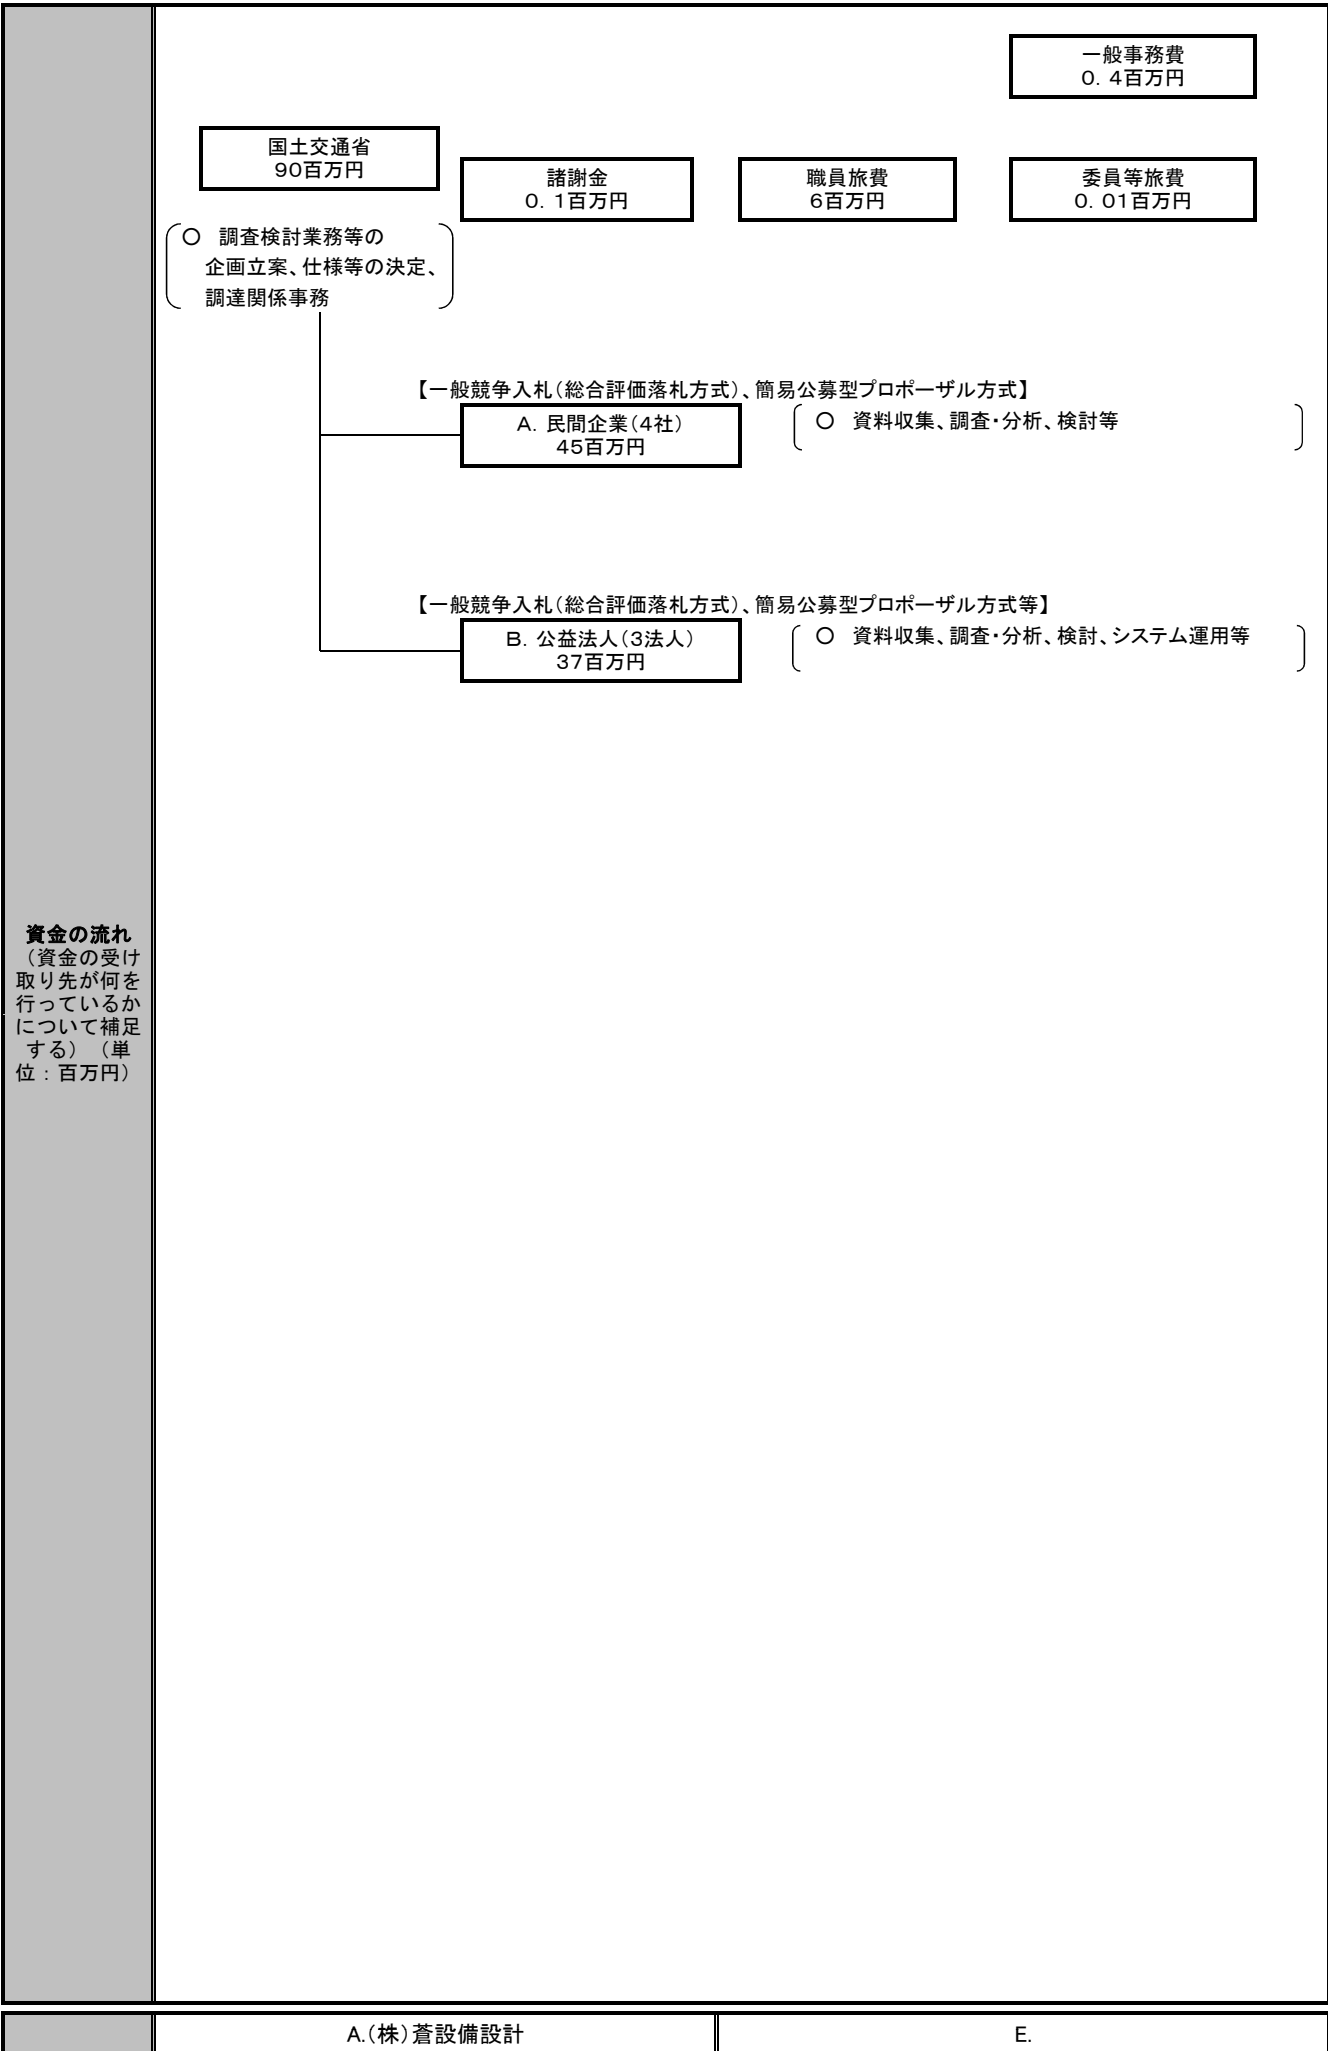 一般事務費
０．４百万円
国土交通省
９０百万円
諸謝金
０．１百万円
職員旅費
６百万円
委員等旅費
０．０１百万円
○　調査検討業務等の
企画立案、仕様等の決定、
調達関係事務
【一般競争入札（総合評価落札方式）、簡易公募型プロポーザル方式】
Ａ．民間企業（４社）
４５百万円
○　資料収集、調査・分析、検討等
【一般競争入札（総合評価落札方式）、簡易公募型プロポーザル方式等】
Ｂ．公益法人（３法人）
３７百万円
○　資料収集、調査・分析、検討、システム運用等
資金の流れ
（資金の受け
取り先が何を
行っているか
について補足
する）　（単
位：百万円）
A.（株）蒼設備設計
E.